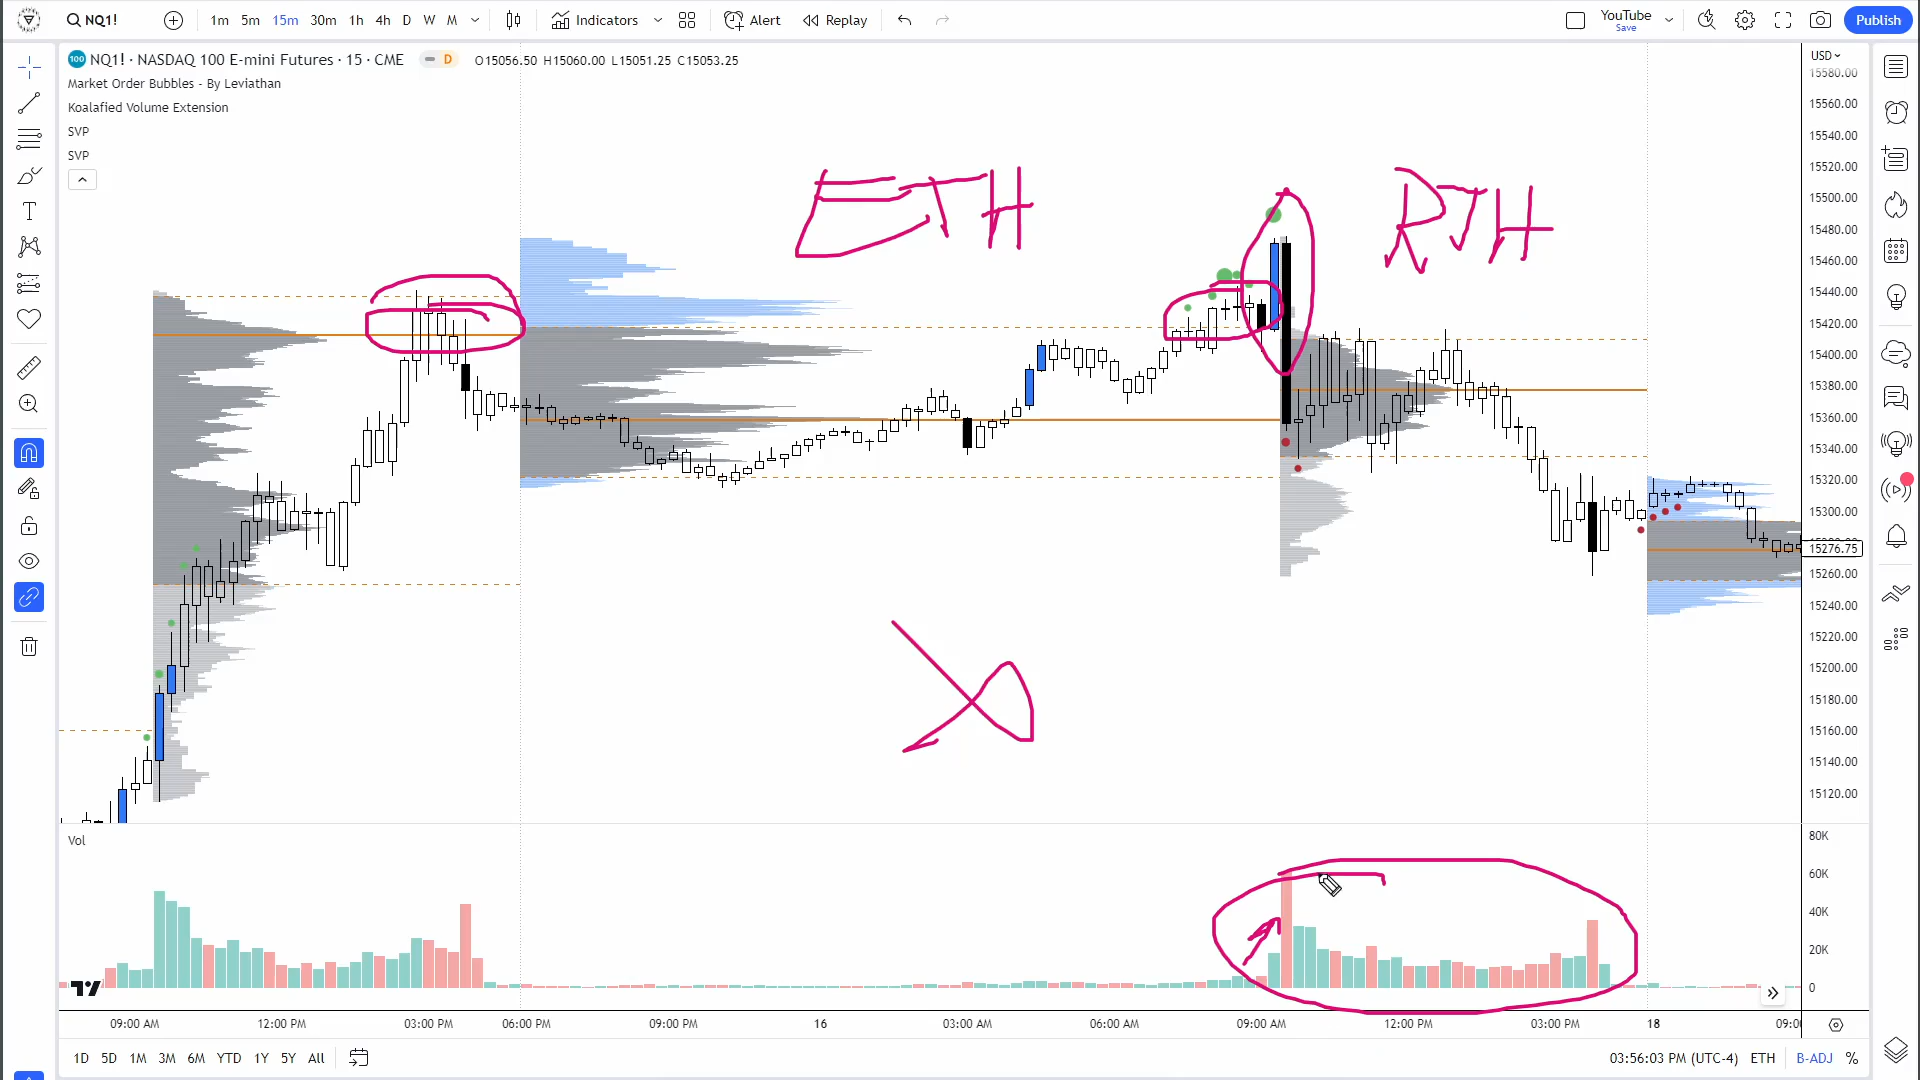 NQ1!
1m 5m 15m 30m 1h 4h D W M
Indicators
Alert
Replay
YouTube
Save
Publish
100
NQ1! · NASDAQ 100 E-mini Futures · 15 · CME
D
O15056.50 H15060.00 L15051.25 C15053.25
USD
Market Order Bubbles - By Leviathan
Koalafied Volume Extension
SVP
SVP
ETH
RTH
15580.00
15560.00
15540.00
15520.00
15500.00
15480.00
15460.00
15440.00
15420.00
15400.00
15380.00
15360.00
15340.00
15320.00
15300.00
15276.75
15260.00
15240.00
15220.00
15200.00
15180.00
15160.00
15140.00
15120.00
Vol
80K
60K
40K
20K
0
09:00 AM 12:00 PM 03:00 PM 06:00 PM 09:00 PM 16 03:00 AM 06:00 AM 09:00 AM 12:00 PM 03:00 PM 18 09:0
1D 5D 1M 3M 6M YTD 1Y 5Y All
03:56:03 PM (UTC-4) ETH B-ADJ %